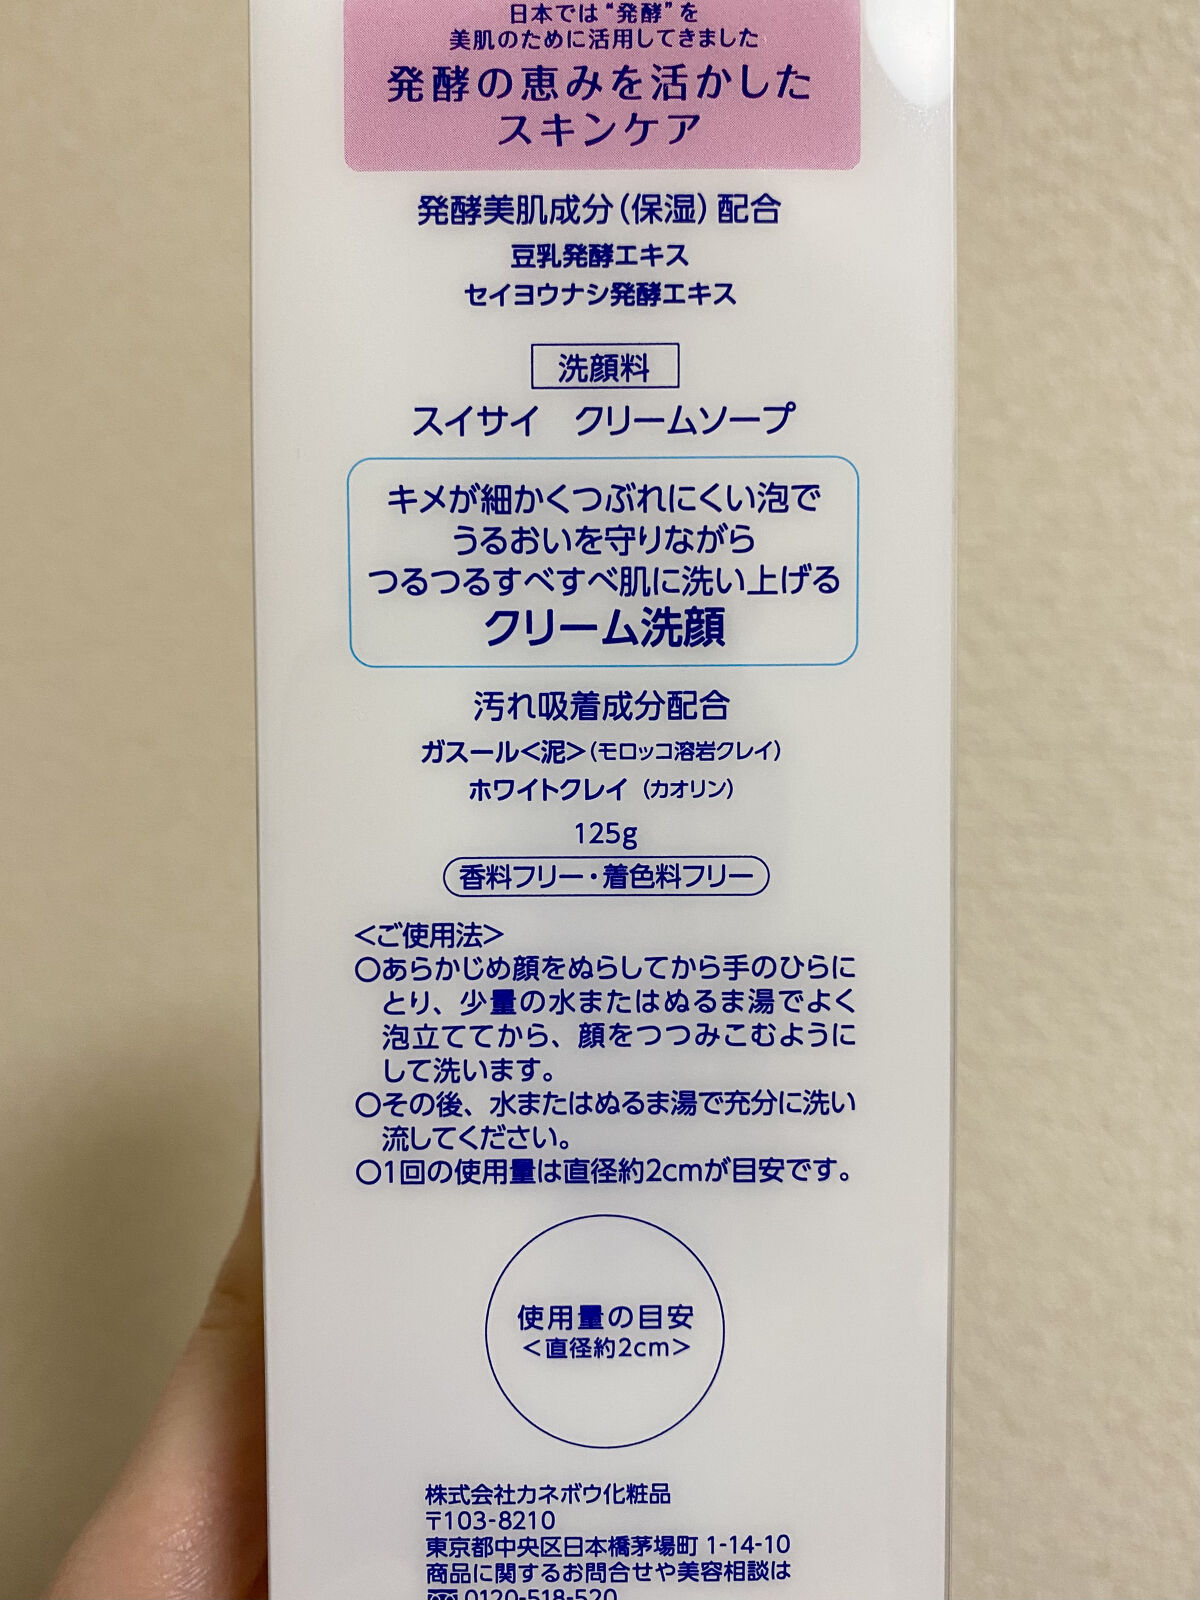 日本では“発酵”を
美肌のために活用してきました
発酵の恵みを活かした
スキンケア
発酵美肌成分（保湿）配合
豆乳発酵エキス
セイヨウナシ発酵エキス
洗顔料
スイサイ　クリームソープ
キメが細かくつぶれにくい泡で
うるおいを守りながら
つるつるすべすべ肌に洗い上げる
クリーム洗顔
汚れ吸着成分配合
ガスール＜泥＞（モロッコ溶岩クレイ）
ホワイトクレイ（カオリン）
125g
香料フリー・着色料フリー
＜ご使用法＞
○あらかじめ顔をぬらしてから手のひらに
とり、少量の水またはぬるま湯でよく
泡立ててから、顔をつつみこむように
して洗います。
○その後、水またはぬるま湯で充分に洗い
流してください。
○1回の使用量は直径約2cmが目安です。
使用量の目安
＜直径約2cm＞
株式会社カネボウ化粧品
〒103-8210
東京都中央区日本橋茅場町 1-14-10
商品に関するお問合せや美容相談は
0120-518-520